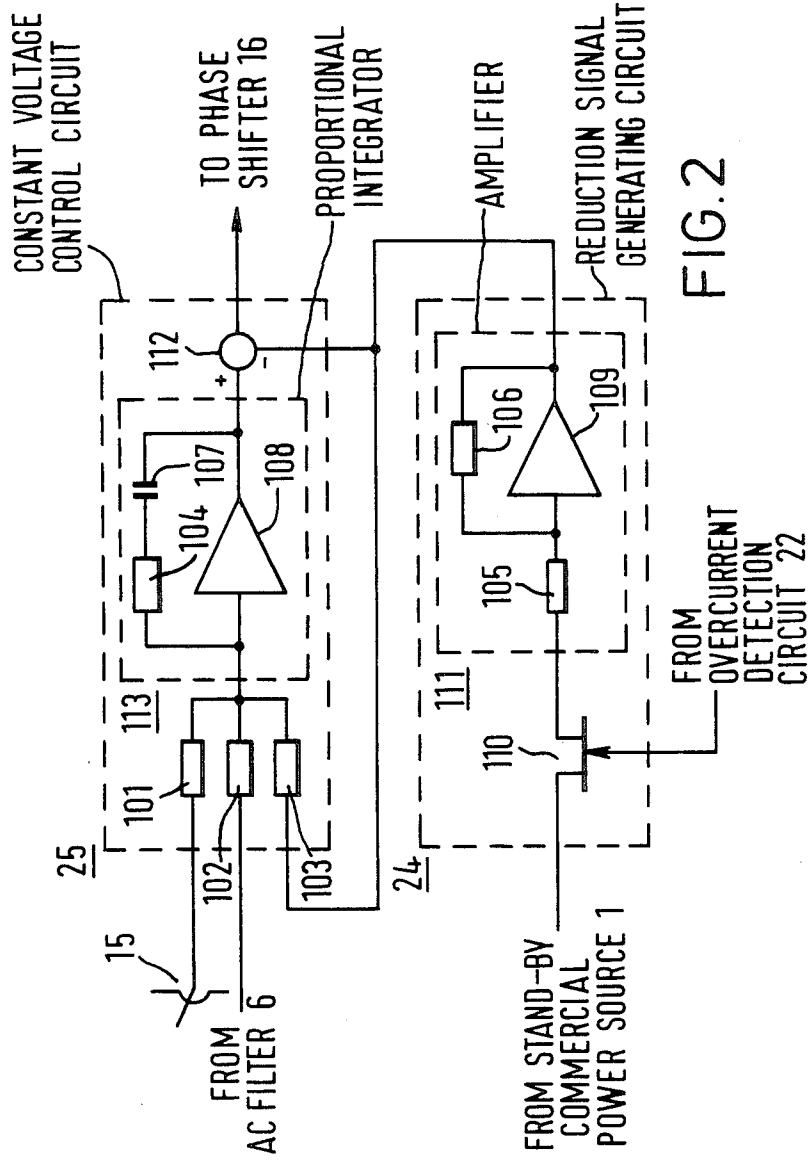 CONSTANT VOLTAGE
CONTROL CIRCUIT
TO PHASE
SHIFTER 16
PROPORTIONAL
INTEGRATOR
25
15
101
102
103
113
104
107
108
112
+
-
FROM
AC FILTER 6
AMPLIFIER
REDUCTION SIGNAL
GENERATING CIRCUIT
24
111
105
106
109
110
FROM STAND-BY
COMMERCIAL
POWER SOURCE 1
FROM
OVERCURRENT
DETECTION
CIRCUIT 22
FIG. 2